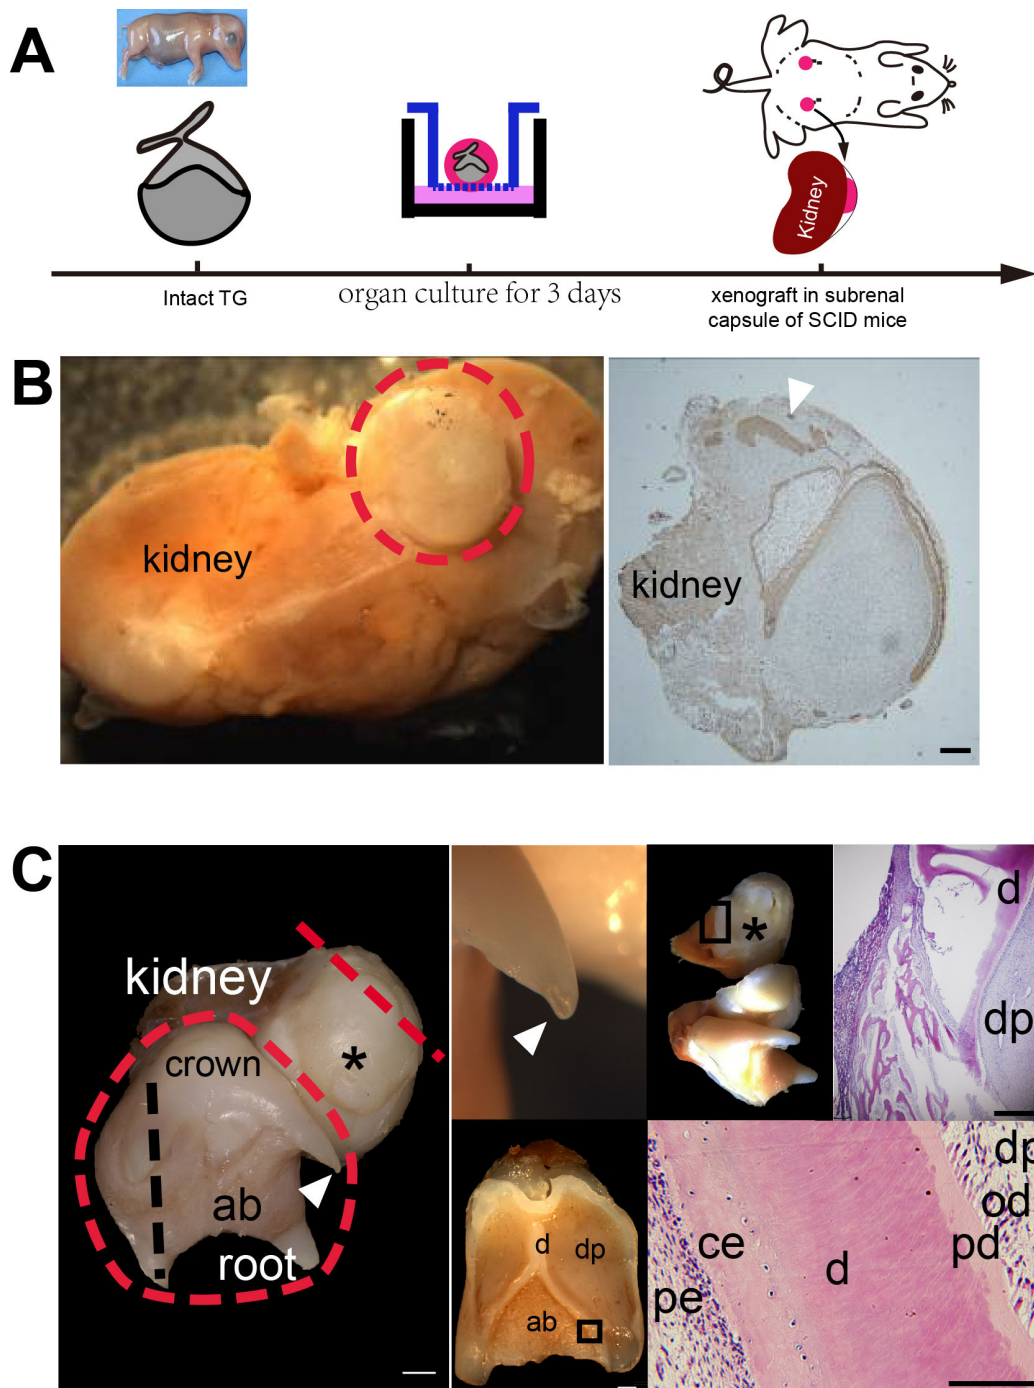 A
Kidney
Intact TG
organ culture for 3 days
xenograft in subrenal
capsule of SCID mice
B
kidney
kidney
C
kidney
crown
*
ab
root
*
d
dp
d
dp
ab
pe
ce
d
pd
od
dp